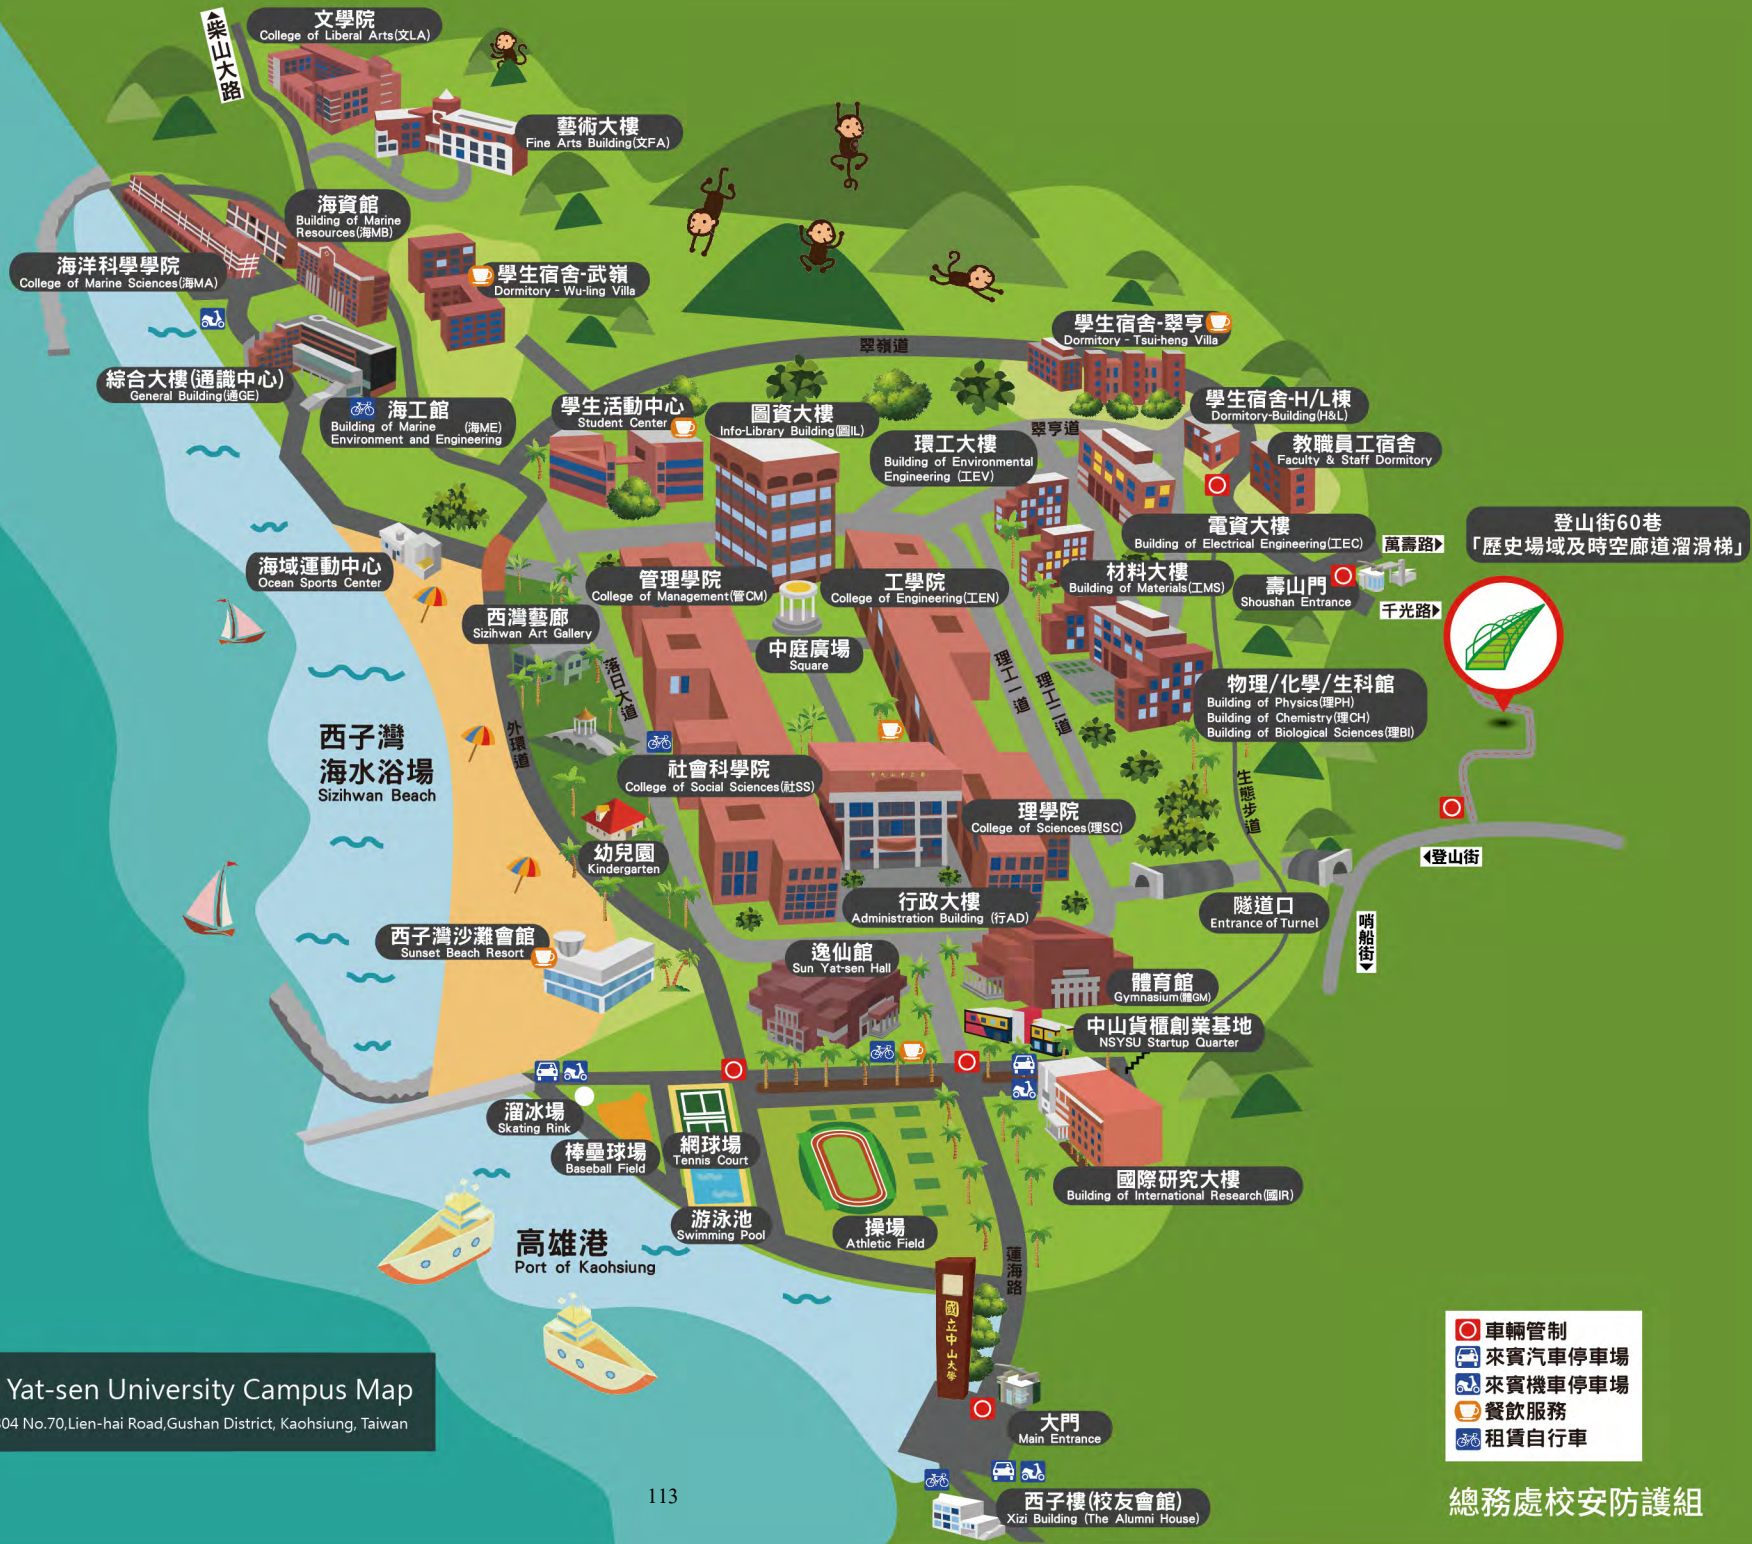 柴山大路
文學院
College of Liberal Arts(文LA)
藝術大樓
Fine Arts Building(文FA)
海資館
Building of Marine
Resources(海MB)
海洋科學學院
College of Marine Sciences(海MA)
學生宿舍-武嶺
Dormitory - Wu-ling Villa
學生宿舍-翠亨
Dormitory - Tsui-heng Villa
翠嶺道
綜合大樓(通識中心)
General Building(通GE)
海工館
Building of Marine (海ME)
Environment and Engineering
學生活動中心
Student Center
圖資大樓
Info-Library Building(圖IL)
環工大樓
Building of Environmental
Engineering (工EV)
翠亨道
學生宿舍-H/L棟
Dormitory-Building(H&L)
教職員工宿舍
Faculty & Staff Dormitory
電資大樓
Building of Electrical Engineering(工EC)
萬壽路
登山街60巷
「歷史場域及時空廊道溜滑梯」
海域運動中心
Ocean Sports Center
管理學院
College of Management(管CM)
工學院
College of Engineering(工EN)
材料大樓
Building of Materials(工MS)
壽山門
Shoushan Entrance
千光路
西灣藝廊
Sizihwan Art Gallery
中庭廣場
Square
落日大道
理工一道
理工二道
物理/化學/生科館
Building of Physics(理PH)
Building of Chemistry(理CH)
Building of Biological Sciences(理BI)
西子灣
海水浴場
Sizihwan Beach
外環道
社會科學院
College of Social Sciences(社SS)
國立中山大學
理學院
College of Sciences(理SC)
生態步道
幼兒園
Kindergarten
登山街
行政大樓
Administration Building (行AD)
隧道口
Entrance of Turnel
哨船街
西子灣沙灘會館
Sunset Beach Resort
逸仙館
Sun Yat-sen Hall
體育館
Gymnasium(體GM)
中山貨櫃創業基地
NSYSU Startup Quarter
溜冰場
Skating Rink
棒壘球場
Baseball Field
網球場
Tennis Court
國際研究大樓
Building of International Research(國IR)
游泳池
Swimming Pool
操場
Athletic Field
高雄港
Port of Kaohsiung
蓮海路
國立中山大學
車輛管制
來賓汽車停車場
來賓機車停車場
餐飲服務
租賃自行車
Yat-sen University Campus Map
804 No.70,Lien-hai Road,Gushan District, Kaohsiung, Taiwan
大門
Main Entrance
113
西子樓(校友會館)
Xizi Building (The Alumni House)
總務處校安防護組